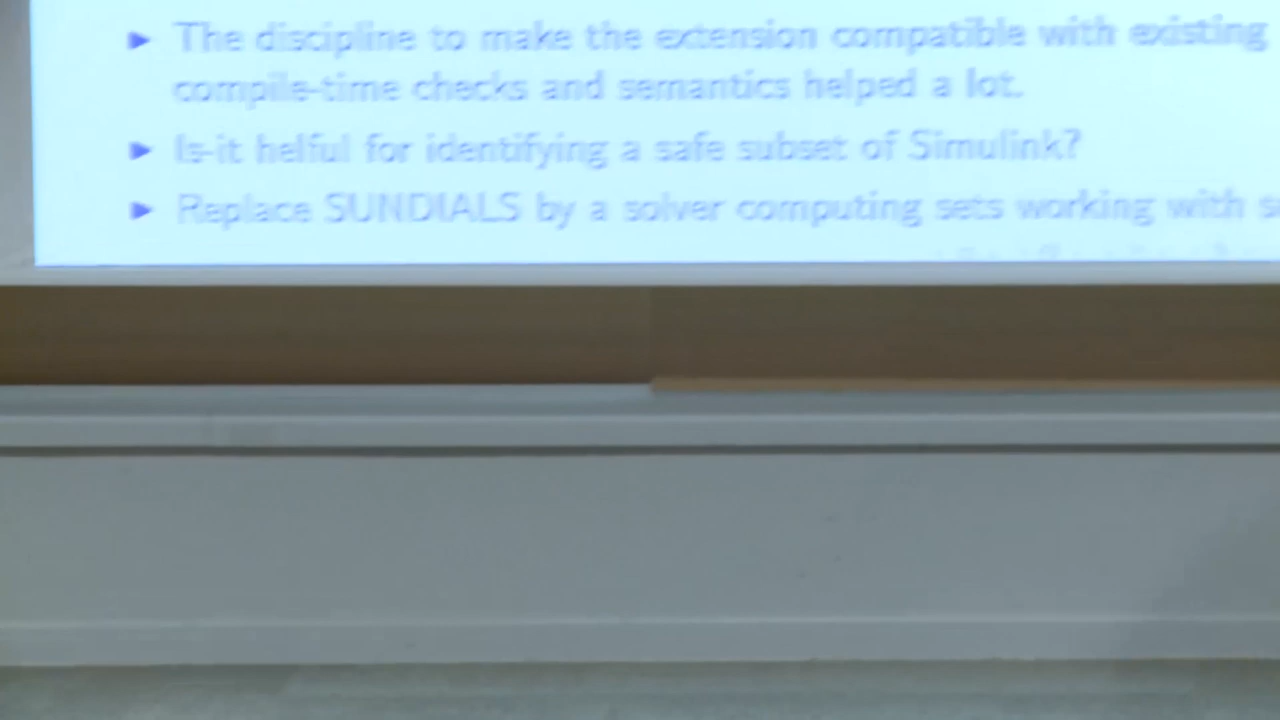 The discipline to make the extension compatible with existing
compile-time checks and semantics helped a lot.
Is-it helful for identifying a safe subset of Simulink?
Replace SUNDIALS by a solver computing sets working with